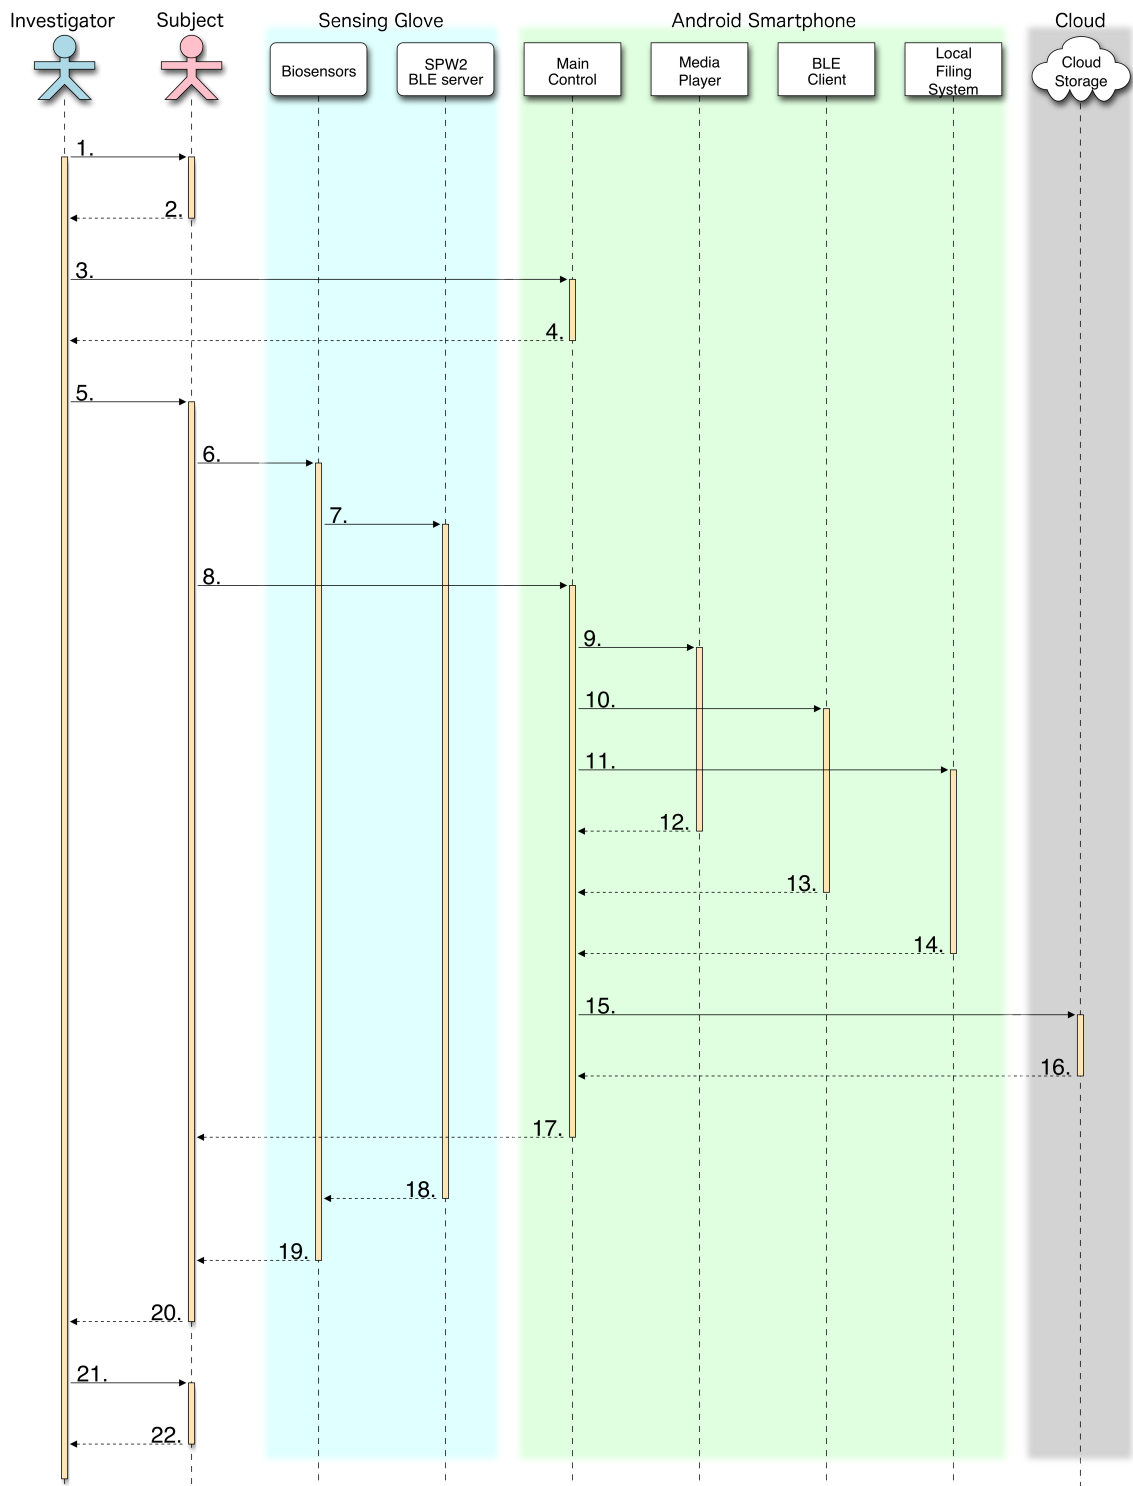 Investigator
Subject
Sensing Glove
Android Smartphone
Cloud
Biosensors
SPW2
BLE server
Main
Control
Media
Player
BLE
Client
Local
Filing
System
Cloud
Storage
1.
2.
3.
4.
5.
6.
7.
8.
9.
10.
11.
12.
13.
14.
15.
16.
17.
18.
19.
20.
21.
22.